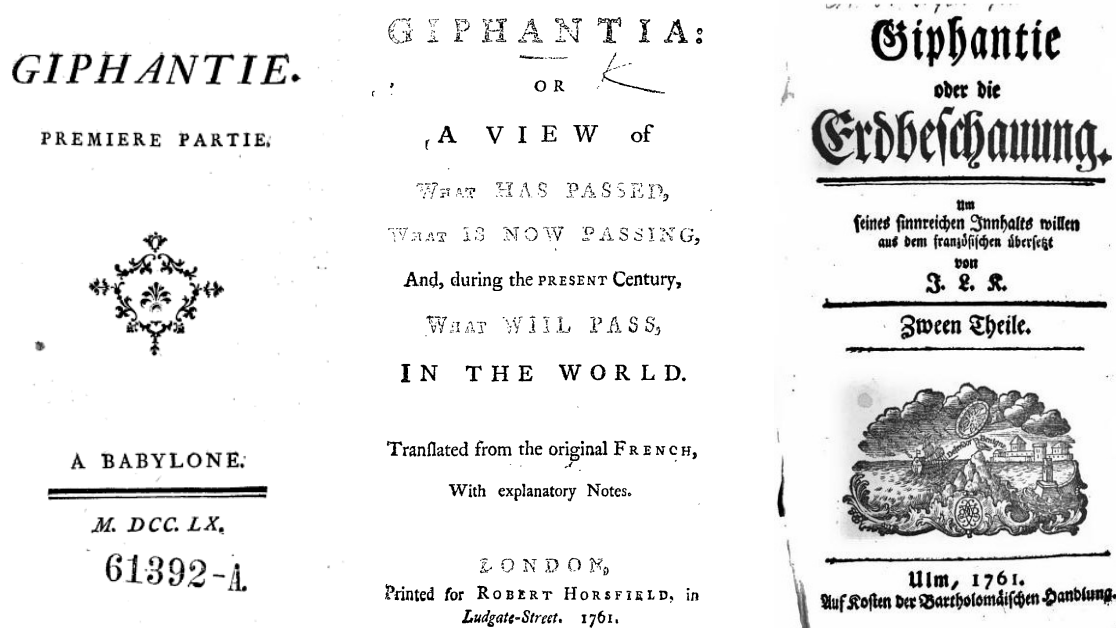 GIPHANTIE.
PREMIERE PARTIE.
A BABYLONE.
M. DCC. LX.
61392-A.
GIPHANTIA:
OR
A VIEW of
WHAT HAS PASSED,
WHAT IS NOW PASSING,
And, during the PRESENT Century,
WHAT WILL PASS,
IN THE WORLD.
Tranſlated from the original FRENCH,
With explanatory Notes.
LONDON,
Printed for ROBERT HORSFIELD, in
Ludgate-Street. 1761.
Giphantie
oder die
Erdbeſchauung.
Um
ſeines ſinnreichen Innhalts willen
aus dem franzöſiſchen überſetzt
von
J. L. K.
Zween Theile.
Ulm, 1761.
Auf Koſten der Bartholomäiſchen Handlung.